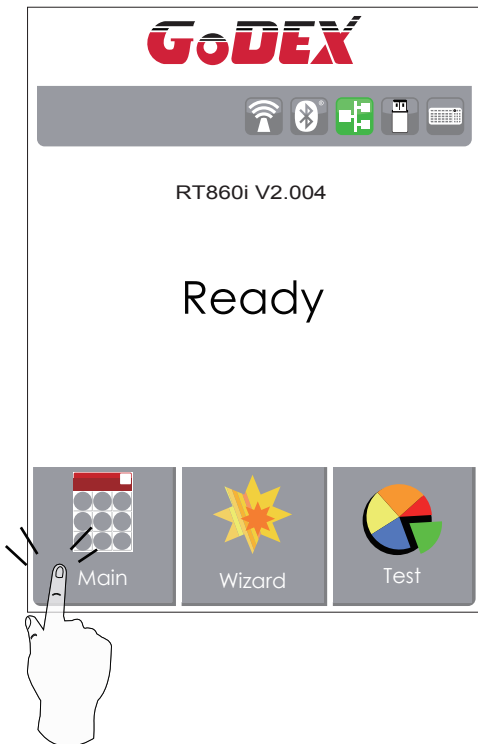 GoDEX
RT860i V2.004
Ready
Main
Wizard
Test